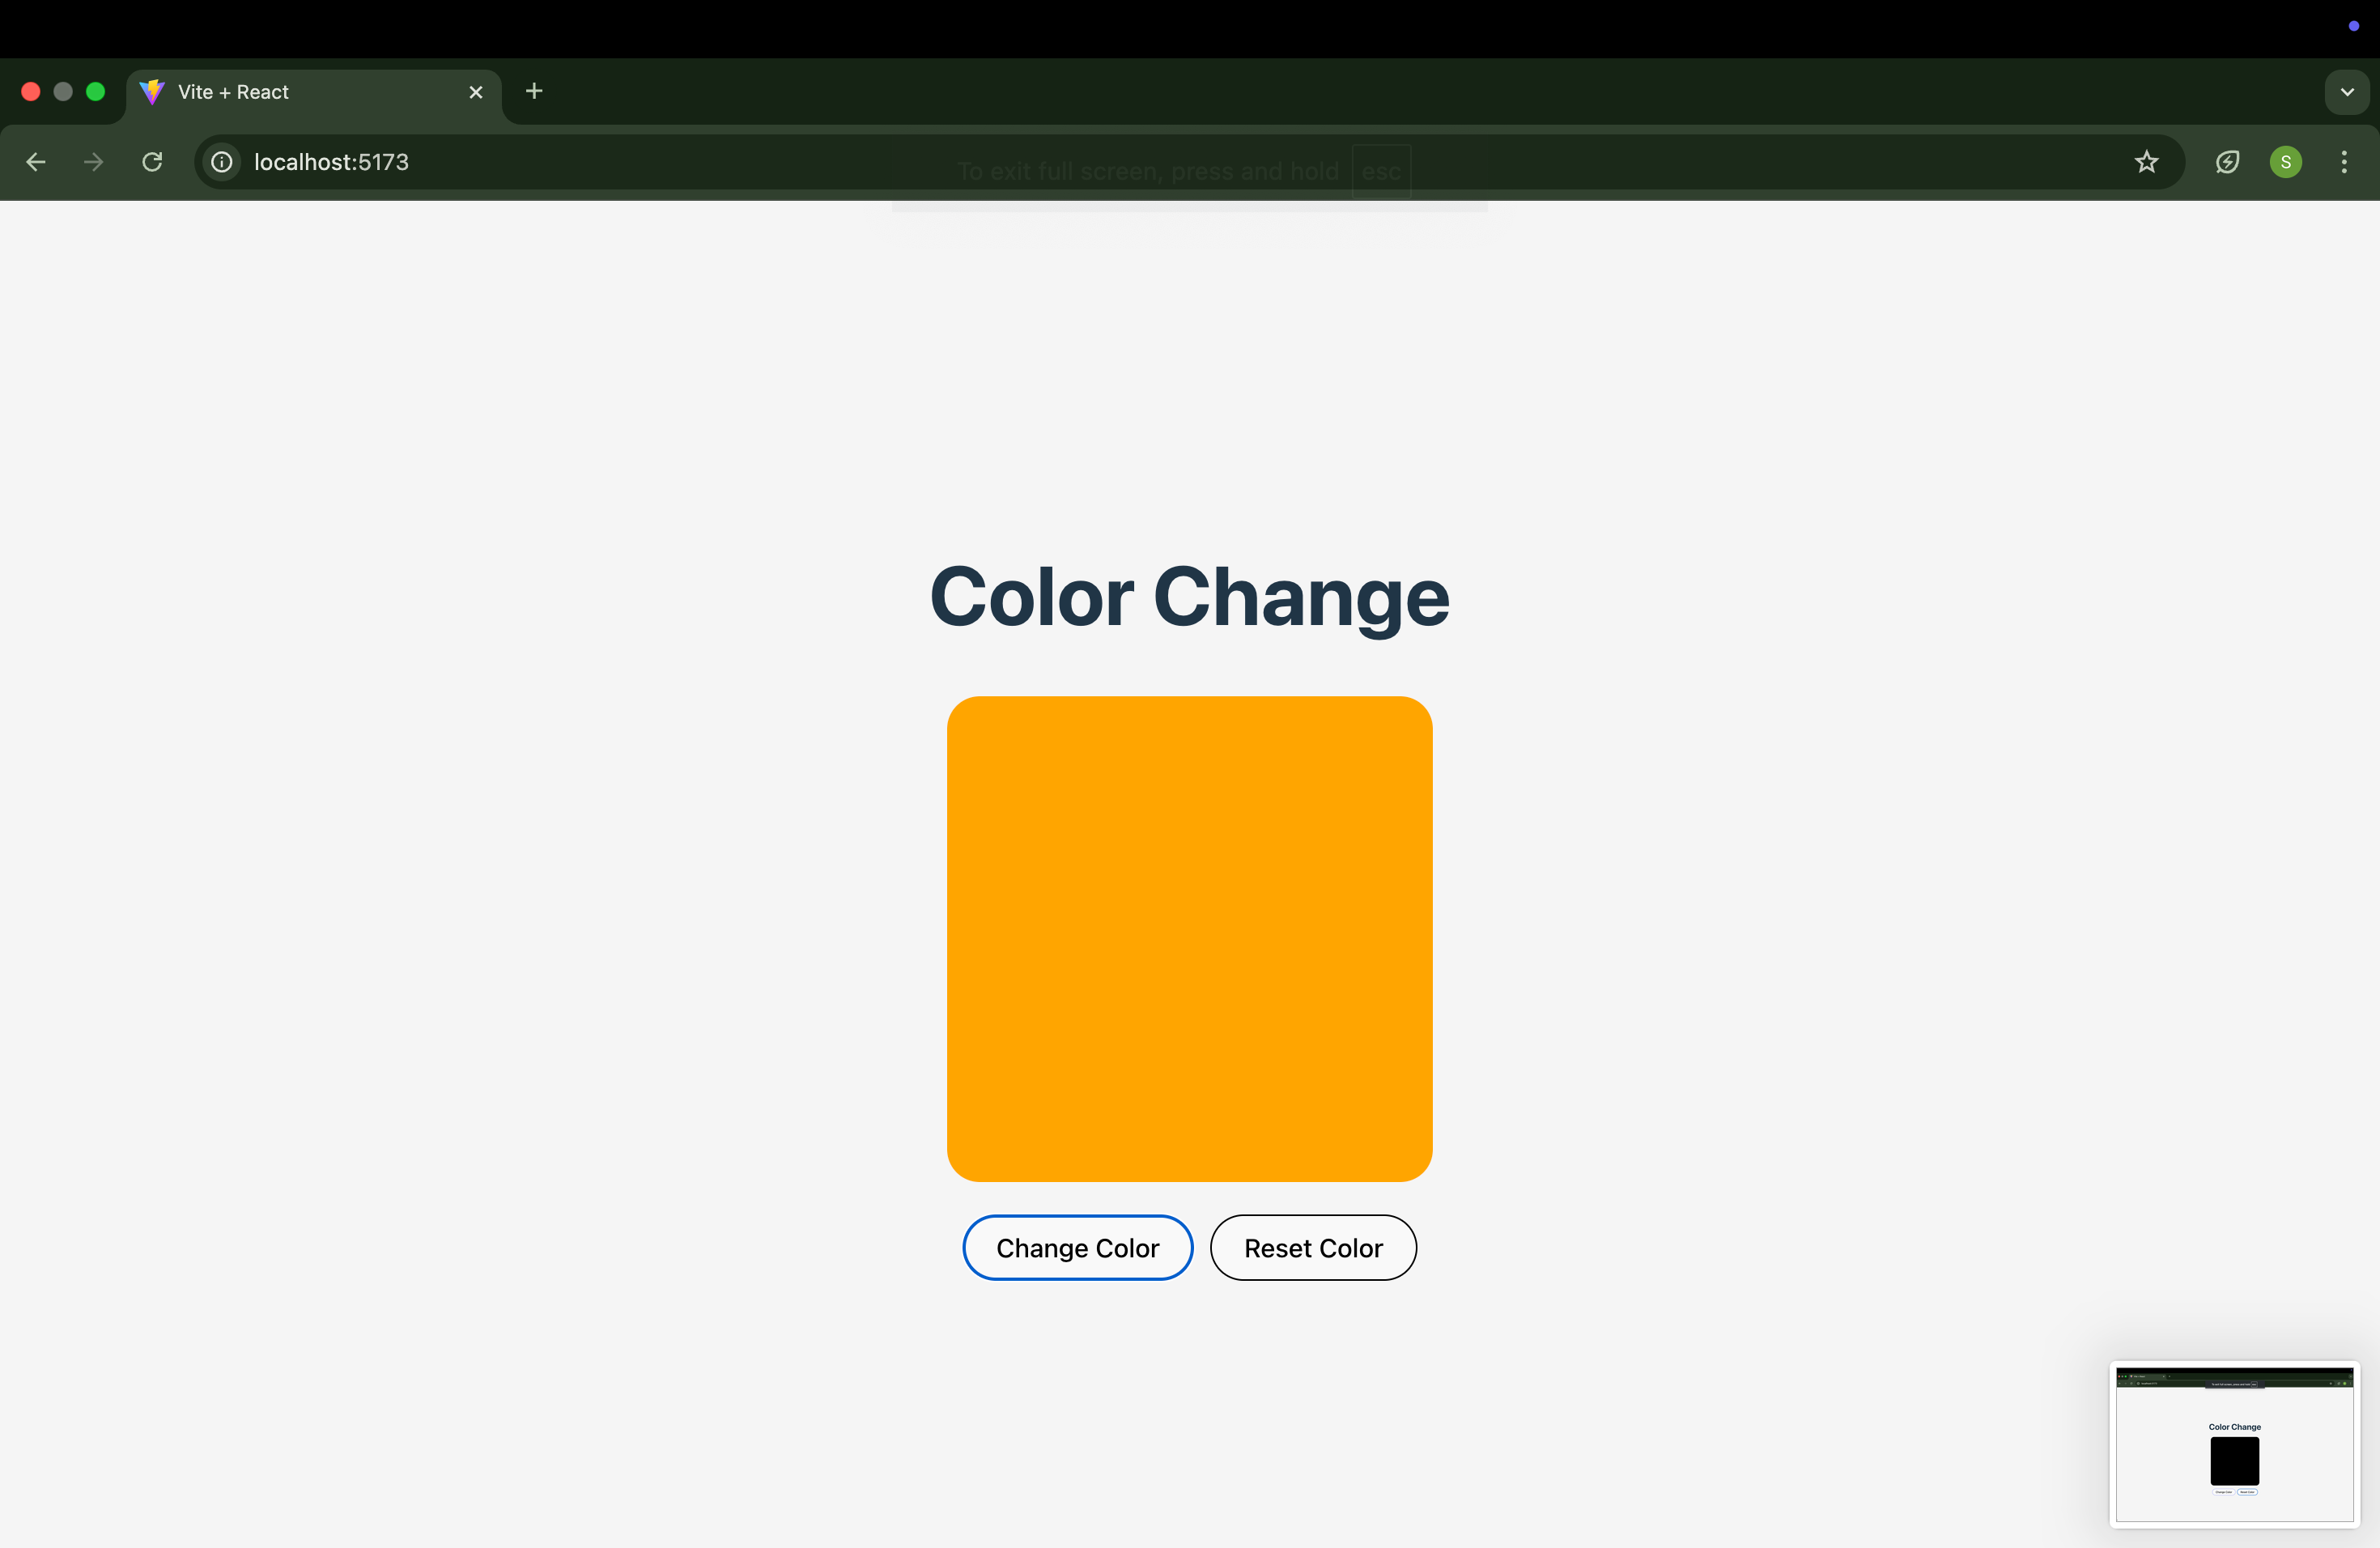 Vite + React
localhost:5173
To exit full screen, press and hold esc
Color Change
Change Color
Reset Color
S
Color Change